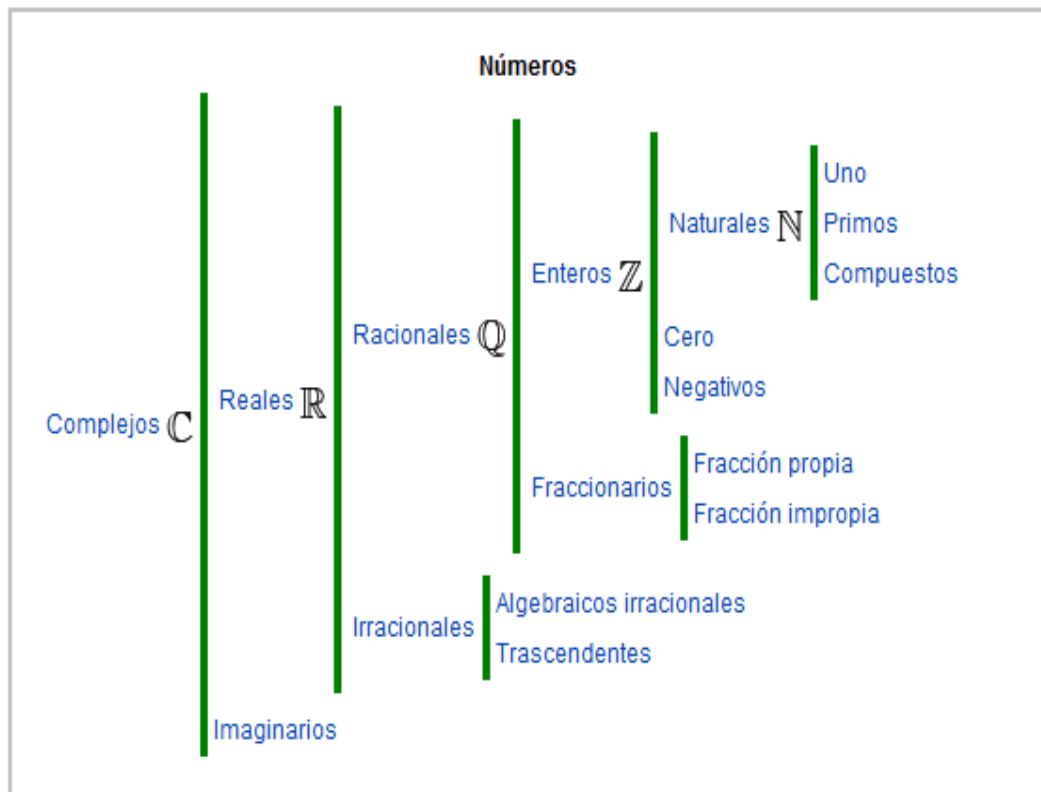 Números
Uno
Naturales ℕ
Primos
Enteros ℤ
Compuestos
Racionales ℚ
Cero
Negativos
Reales ℝ
Complejos ℂ
Fracción propia
Fraccionarios
Fracción impropia
Algebraicos irracionales
Irracionales
Trascendentes
Imaginarios